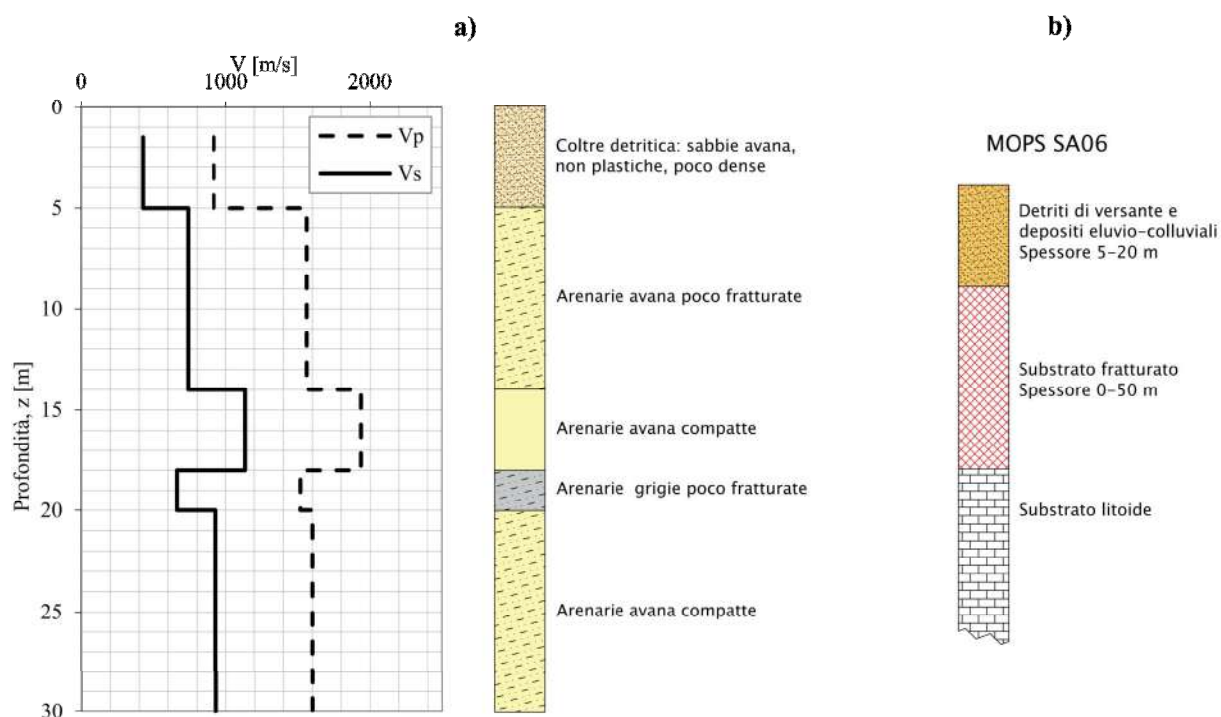 a)
b)
V [m/s]
0
1000
2000
0
5
10
15
20
25
30
Profondità, z [m]
Vp
Vs
Coltre detritica: sabbie avana,
non plastiche, poco dense
Arenarie avana poco fratturate
Arenarie avana compatte
Arenarie grigie poco fratturate
Arenarie avana compatte
MOPS SA06
Detriti di versante e
depositi eluvio-colluviali
Spessore 5-20 m
Substrato fratturato
Spessore 0-50 m
Substrato litoide